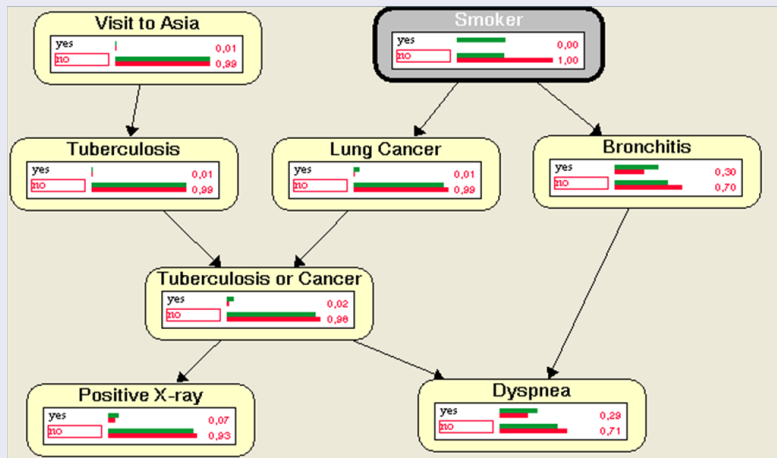 Visit to Asia
yes 0,01
no 0,99
Smoker
yes 0,00
no 1,00
Tuberculosis
yes 0,01
no 0,99
Lung Cancer
yes 0,01
no 0,99
Bronchitis
yes 0,30
no 0,70
Tuberculosis or Cancer
yes 0,02
no 0,98
Positive X-ray
yes 0,07
no 0,93
Dyspnea
yes 0,29
no 0,71